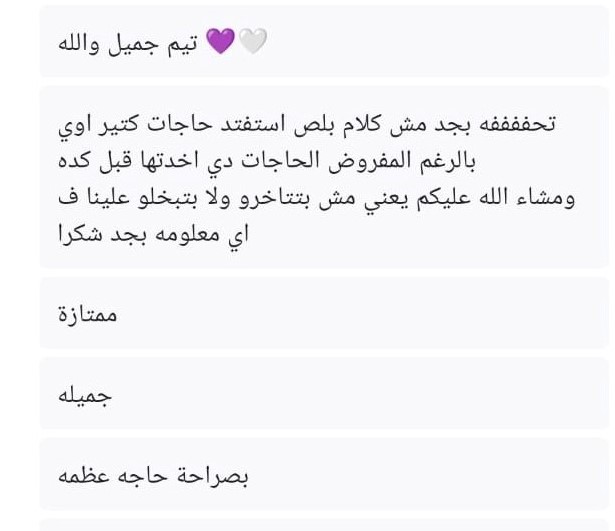 تيم جميل والله 💜🤍
تحففففه بجد مش كلام بلص استفتد حاجات كتير اوي
بالرغم المفروض الحاجات دي اخدتها قبل كده
ومشاء الله عليكم يعني مش بتتاخرو ولا بتبخلو علينا ف
اي معلومه بجد شكرا
ممتازة
جميله
بصراحة حاجه عظمه